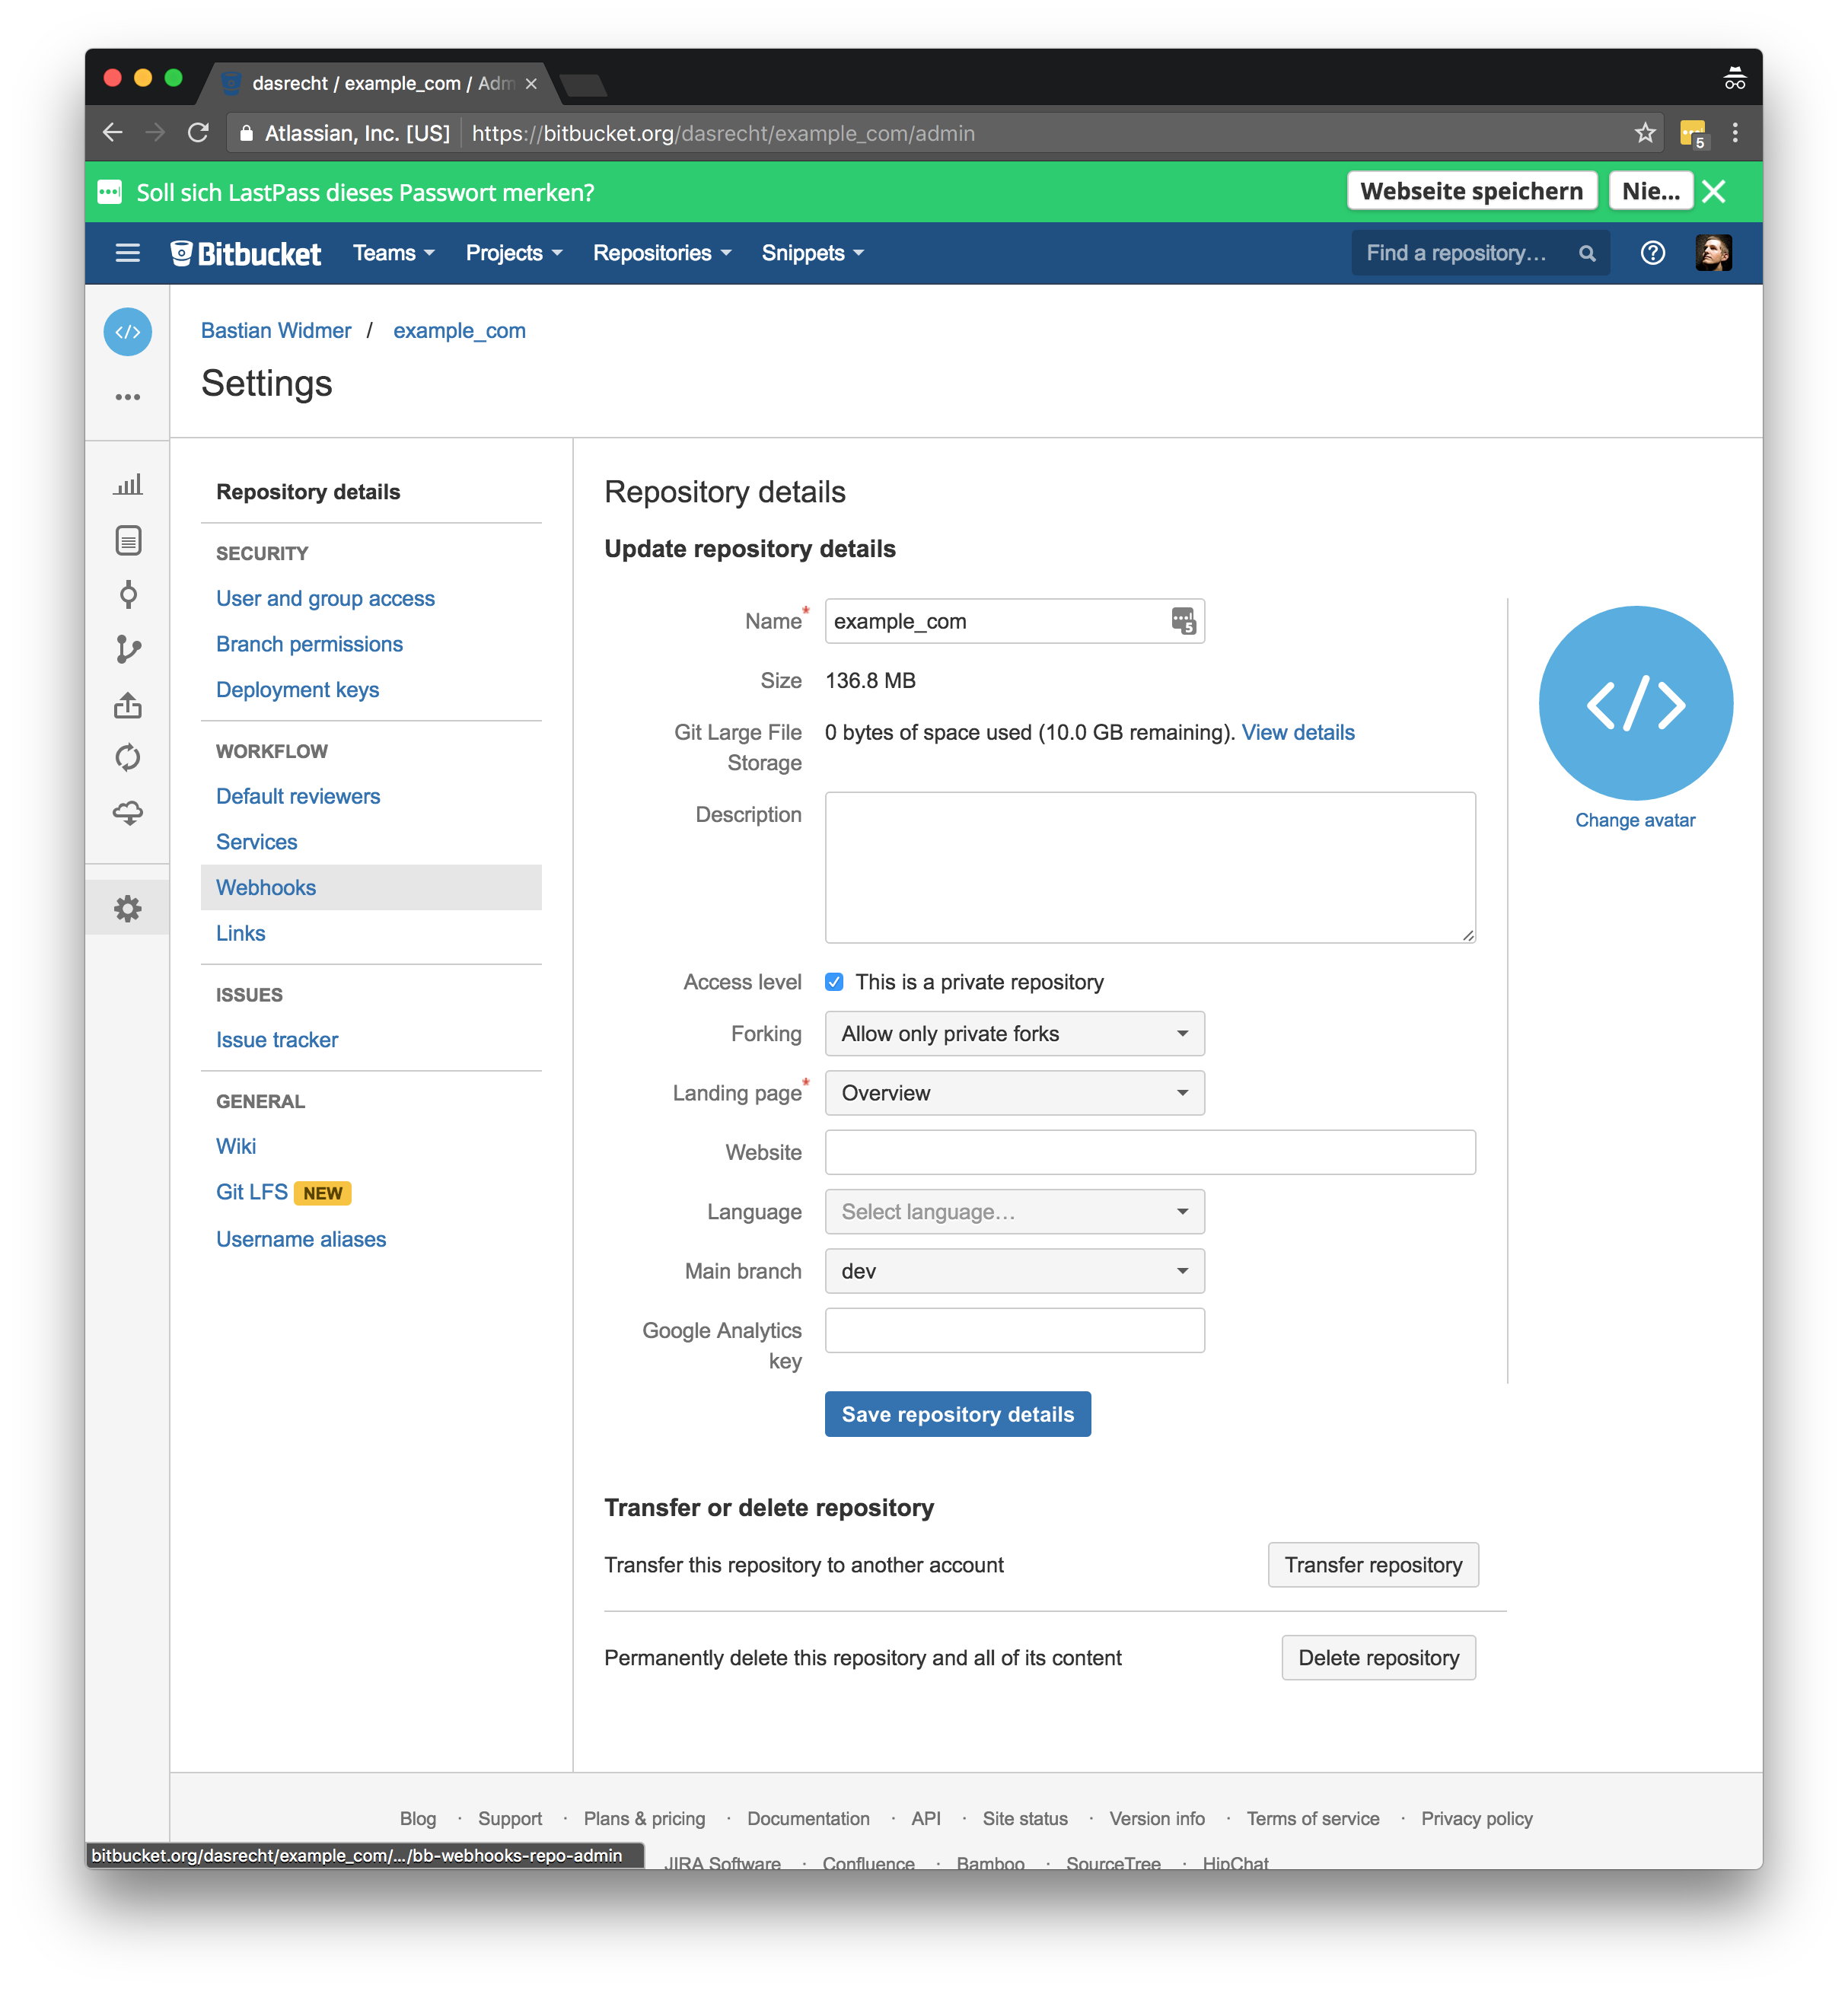 dasrecht / example_com / Adm
Atlassian, Inc. [US] https://bitbucket.org/dasrecht/example_com/admin
5
Soll sich LastPass dieses Passwort merken? Webseite speichern Nie...
Bitbucket Teams Projects Repositories Snippets Find a repository...
Bastian Widmer / example_com
Settings
Repository details
SECURITY
User and group access
Branch permissions
Deployment keys
WORKFLOW
Default reviewers
Services
Webhooks
Links
ISSUES
Issue tracker
GENERAL
Wiki
Git LFS NEW
Username aliases
Repository details
Update repository details
Name* example_com 5
Size 136.8 MB
Git Large File Storage 0 bytes of space used (10.0 GB remaining). View details
Description
Access level This is a private repository
Forking Allow only private forks
Landing page* Overview
Website
Language Select language...
Main branch dev
Google Analytics key
Save repository details
</> Change avatar
Transfer or delete repository
Transfer this repository to another account Transfer repository
Permanently delete this repository and all of its content Delete repository
Blog · Support · Plans & pricing · Documentation · API · Site status · Version info · Terms of service · Privacy policy
JIRA Software · Confluence · Bamboo · SourceTree · HipChat
bitbucket.org/dasrecht/example_com/.../bb-webhooks-repo-admin